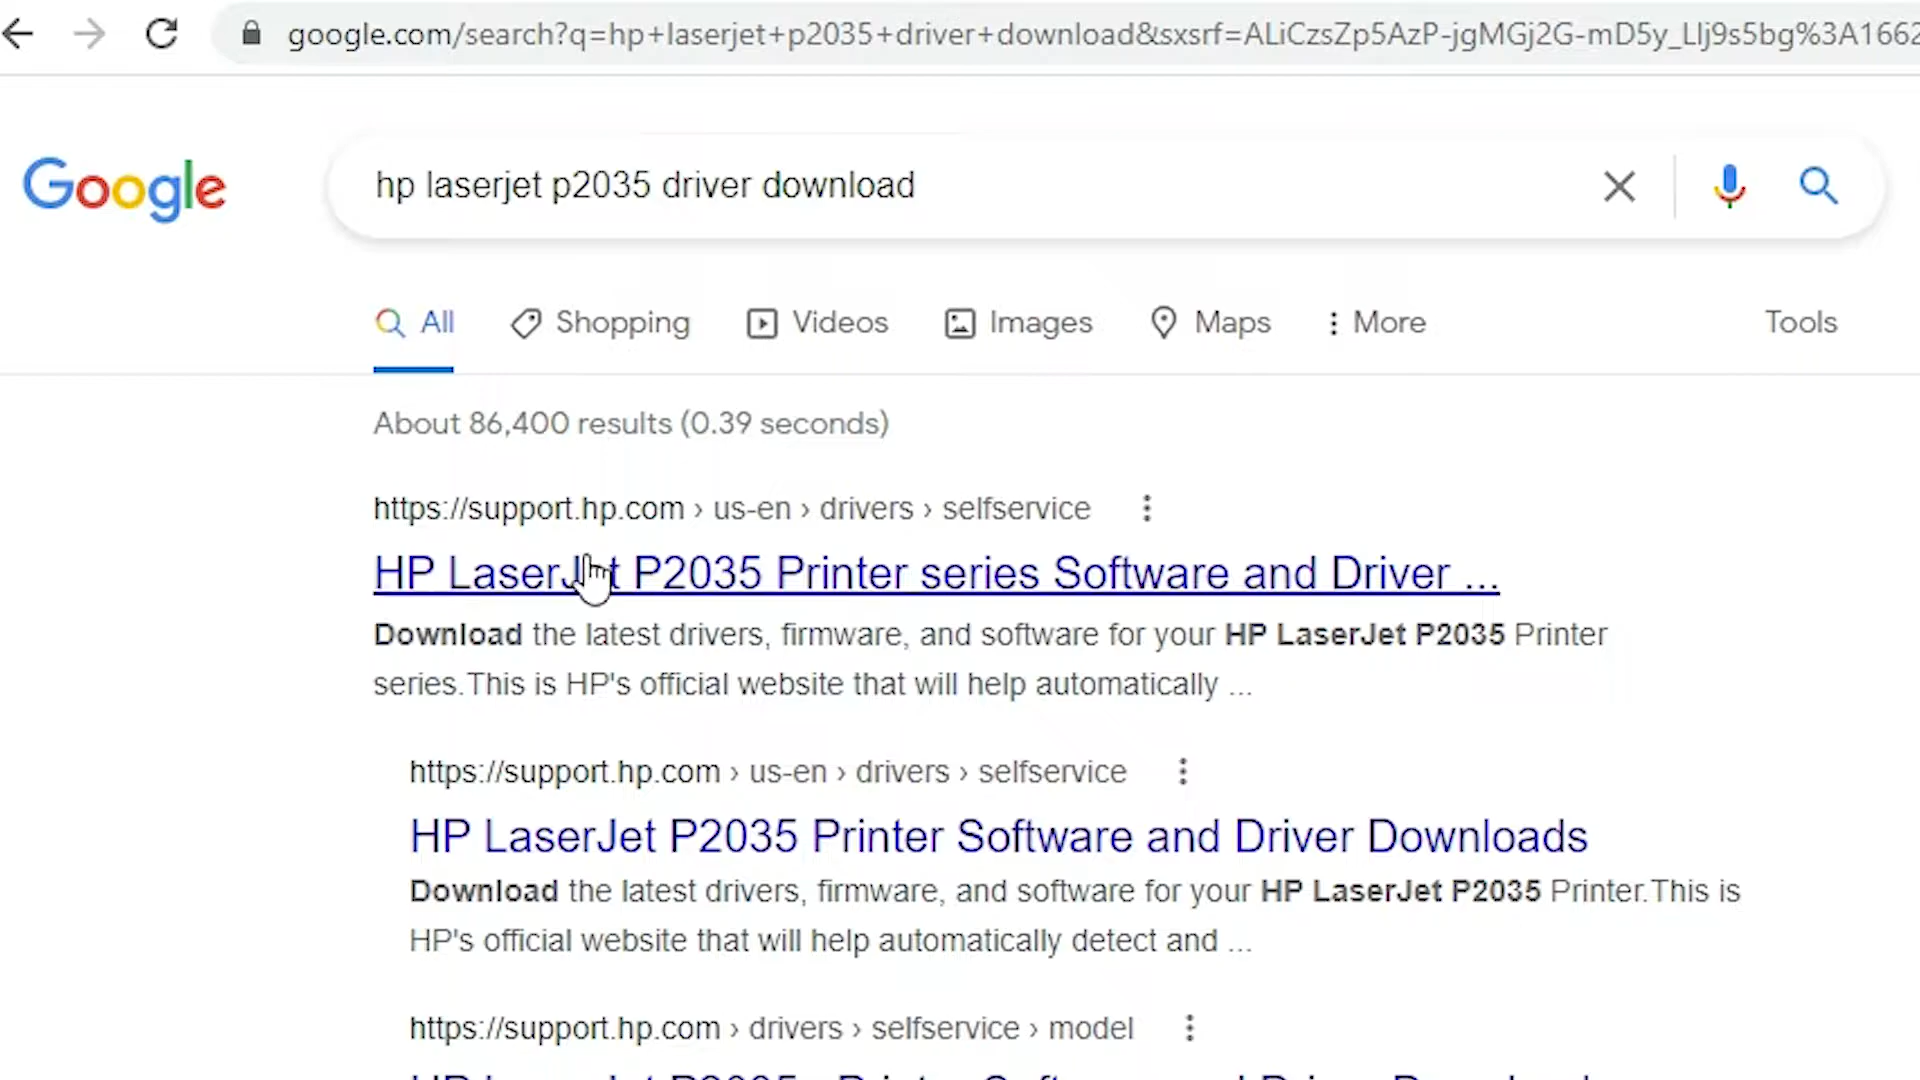 google.com/search?q=hp+laserjet+p2035+driver+download&sxsrf=ALiCzsZp5AzP-jgMGj2G-mD5y_Llj9s5bg%3A1662
Google
hp laserjet p2035 driver download
All Shopping Videos Images Maps More Tools
About 86,400 results (0.39 seconds)
https://support.hp.com › us-en › drivers › selfservice
HP LaserJet P2035 Printer series Software and Driver ...
Download the latest drivers, firmware, and software for your HP LaserJet P2035 Printer
series.This is HP's official website that will help automatically ...
https://support.hp.com › us-en › drivers › selfservice
HP LaserJet P2035 Printer Software and Driver Downloads
Download the latest drivers, firmware, and software for your HP LaserJet P2035 Printer.This is
HP's official website that will help automatically detect and ...
https://support.hp.com › drivers › selfservice › model